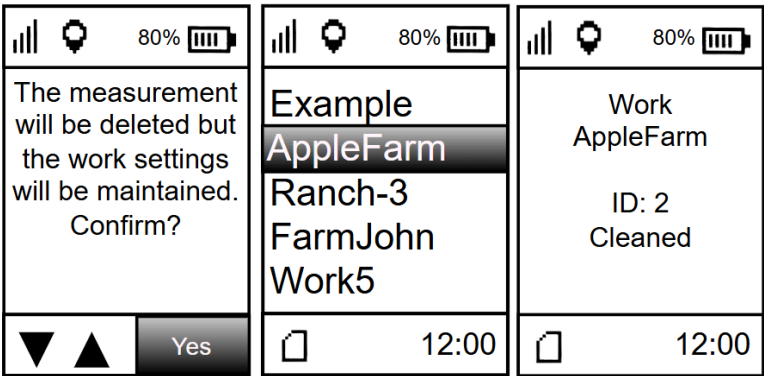 80%
The measurement
will be deleted but
the work settings
will be maintained.
Confirm?
Yes
80%
Example
AppleFarm
Ranch-3
FarmJohn
Work5
12:00
80%
Work
AppleFarm
ID: 2
Cleaned
12:00